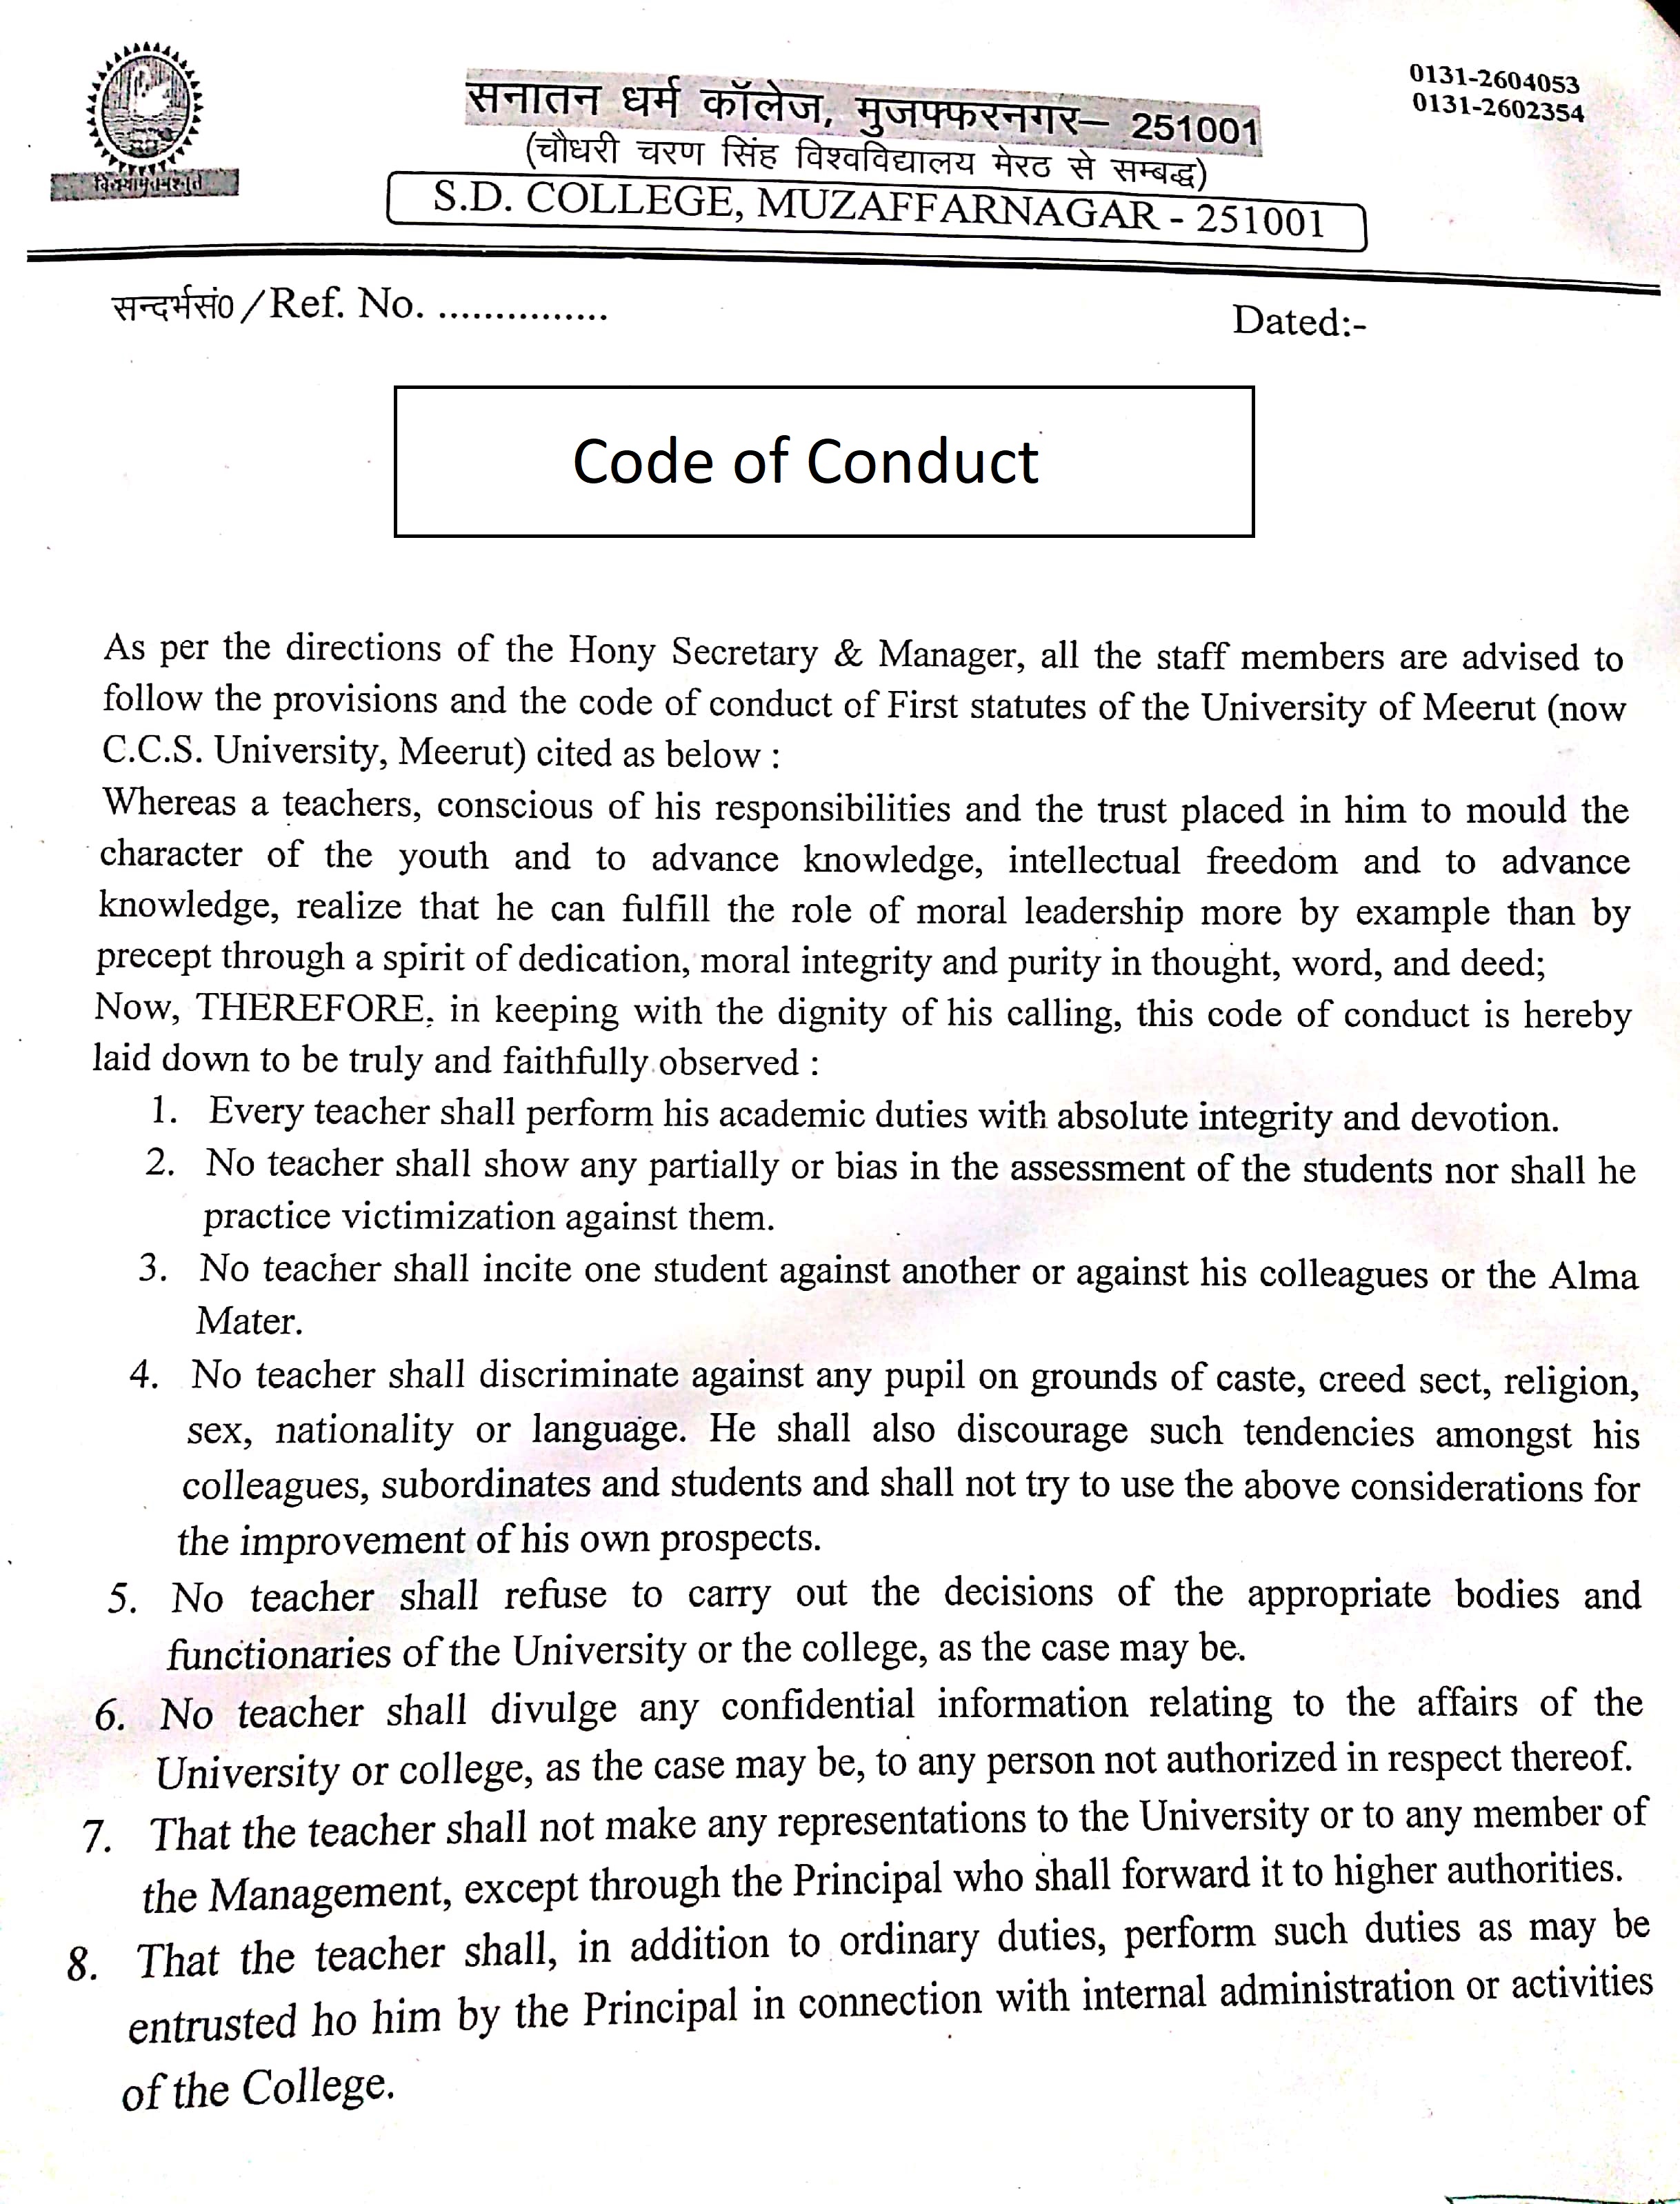 0131-2604053
0131-2602354
सनातन धर्म कॉलेज, मुजफ्फरनगर– 251001
(चौधरी चरण सिंह विश्वविद्यालय मेरठ से सम्बद्ध)
S.D. COLLEGE, MUZAFFARNAGAR - 251001
सन्दर्भसं0 / Ref. No. ...............
Dated:-
Code of Conduct
As per the directions of the Hony Secretary & Manager, all the staff members are advised to
follow the provisions and the code of conduct of First statutes of the University of Meerut (now
C.C.S. University, Meerut) cited as below :
Whereas a teachers, conscious of his responsibilities and the trust placed in him to mould the
character of the youth and to advance knowledge, intellectual freedom and to advance
knowledge, realize that he can fulfill the role of moral leadership more by example than by
precept through a spirit of dedication, moral integrity and purity in thought, word, and deed;
Now, THEREFORE, in keeping with the dignity of his calling, this code of conduct is hereby
laid down to be truly and faithfully observed :
1. Every teacher shall perform his academic duties with absolute integrity and devotion.
2. No teacher shall show any partially or bias in the assessment of the students nor shall he
practice victimization against them.
3. No teacher shall incite one student against another or against his colleagues or the Alma
Mater.
4. No teacher shall discriminate against any pupil on grounds of caste, creed sect, religion,
sex, nationality or language. He shall also discourage such tendencies amongst his
colleagues, subordinates and students and shall not try to use the above considerations for
the improvement of his own prospects.
5. No teacher shall refuse to carry out the decisions of the appropriate bodies and
functionaries of the University or the college, as the case may be.
6. No teacher shall divulge any confidential information relating to the affairs of the
University or college, as the case may be, to any person not authorized in respect thereof.
7. That the teacher shall not make any representations to the University or to any member of
the Management, except through the Principal who shall forward it to higher authorities.
8. That the teacher shall, in addition to ordinary duties, perform such duties as may be
entrusted ho him by the Principal in connection with internal administration or activities
of the College.